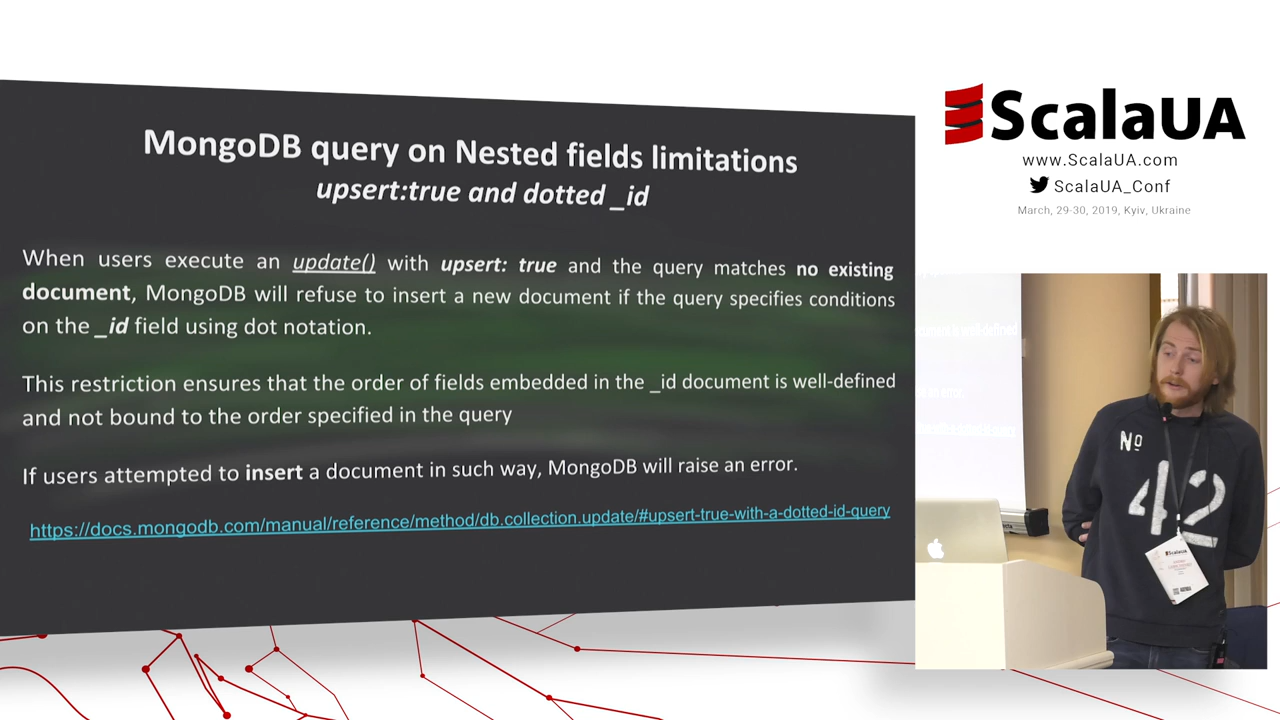 MongoDB query on Nested fields limitations
upsert:true and dotted _id
When users execute an update() with upsert: true and the query matches no existing
document, MongoDB will refuse to insert a new document if the query specifies conditions
on the _id field using dot notation.
This restriction ensures that the order of fields embedded in the _id document is well-defined
and not bound to the order specified in the query
If users attempted to insert a document in such way, MongoDB will raise an error.
https://docs.mongodb.com/manual/reference/method/db.collection.update/#upsert-true-with-a-dotted-id-query
ScalaUA
www.ScalaUA.com
ScalaUA_Conf
March, 29-30, 2019, Kyiv, Ukraine
Nº
42
ScalaUA